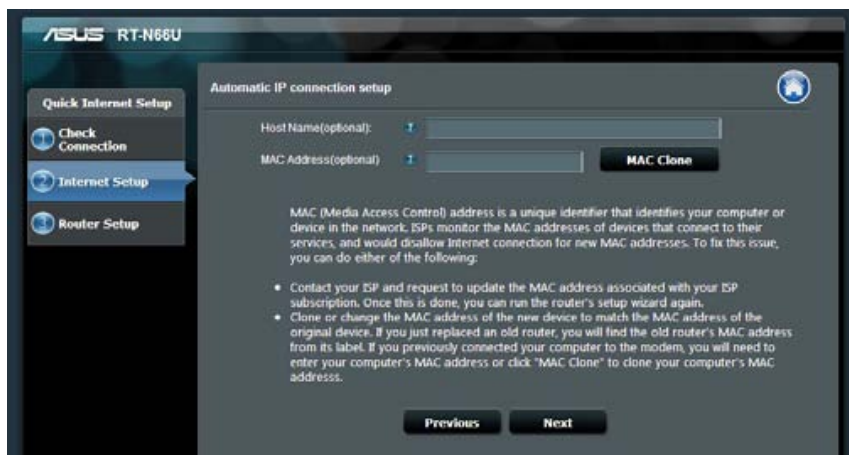 ASUS RT-N66U
Quick Internet Setup
1 Check
Connection
2 Internet Setup
3 Router Setup
Automatic IP connection setup
Host Name(optional):
MAC Address(optional)
MAC Clone
MAC (Media Access Control) address is a unique identifier that identifies your computer or
device in the network. ISPs monitor the MAC addresses of devices that connect to their
services, and would disallow Internet connection for new MAC addresses. To fix this issue,
you can do either of the following:
• Contact your ISP and request to update the MAC address associated with your ISP
subscription. Once this is done, you can run the router's setup wizard again.
• Clone or change the MAC address of the new device to match the MAC address of the
original device. If you just replaced an old router, you will find the old router's MAC address
from its label. If you previously connected your computer to the modem, you will need to
enter your computer's MAC address or click "MAC Clone" to clone your computer's MAC
addresss.
Previous Next